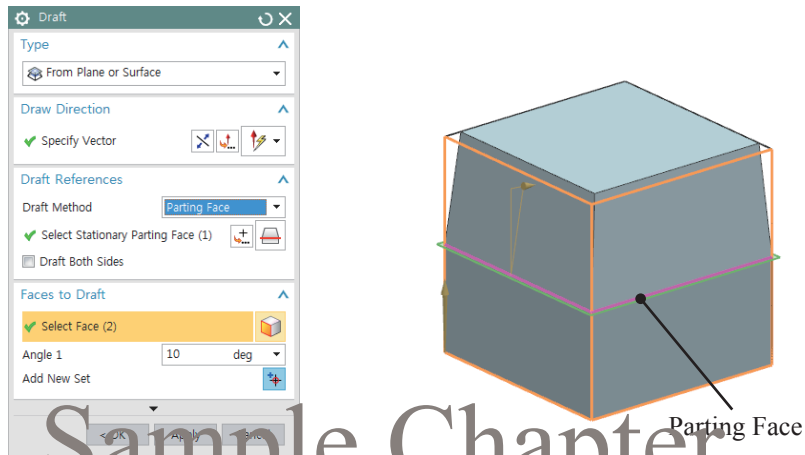 Draft
Type
From Plane or Surface
Draw Direction
Specify Vector
Draft References
Draft Method Parting Face
Select Stationary Parting Face (1)
Draft Both Sides
Faces to Draft
Select Face (2)
Angle 1 10 deg
Add New Set
Parting Face
Sample Chapter